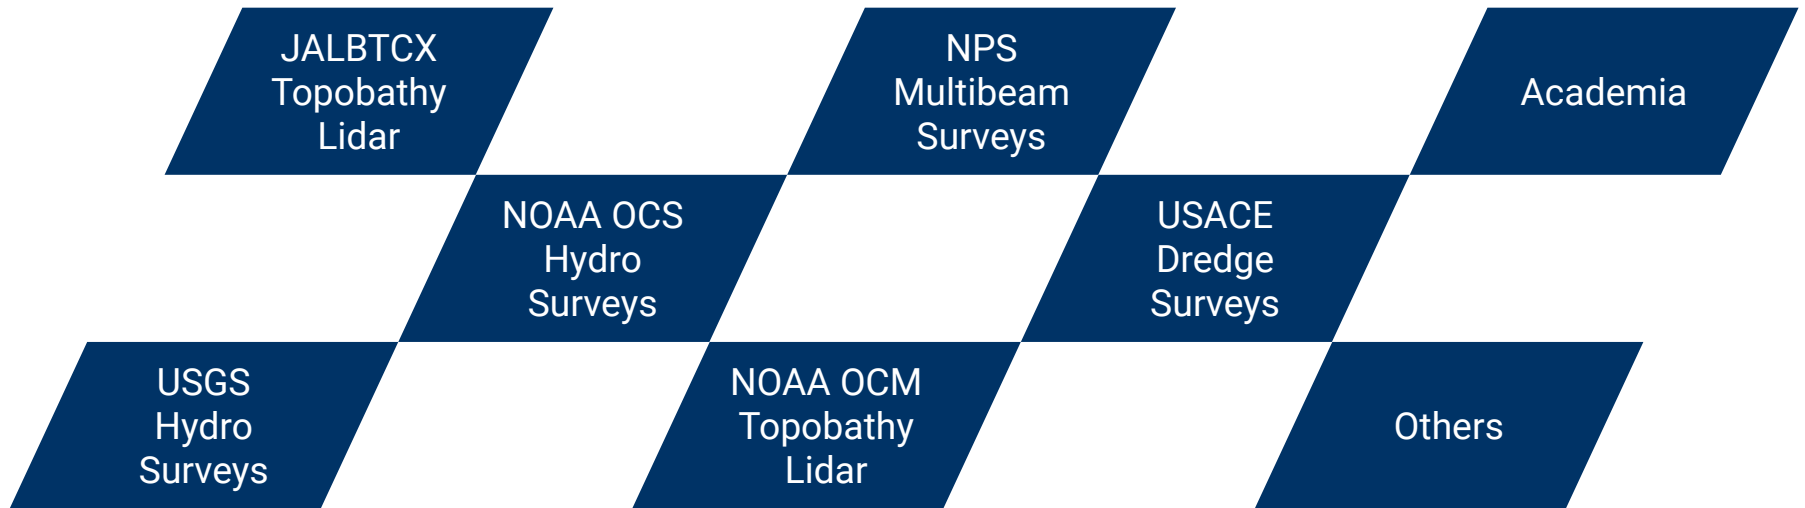 JALBTCX
Topobathy
Lidar
NPS
Multibeam
Surveys
Academia
NOAA OCS
Hydro
Surveys
USACE
Dredge
Surveys
USGS
Hydro
Surveys
NOAA OCM
Topobathy
Lidar
Others